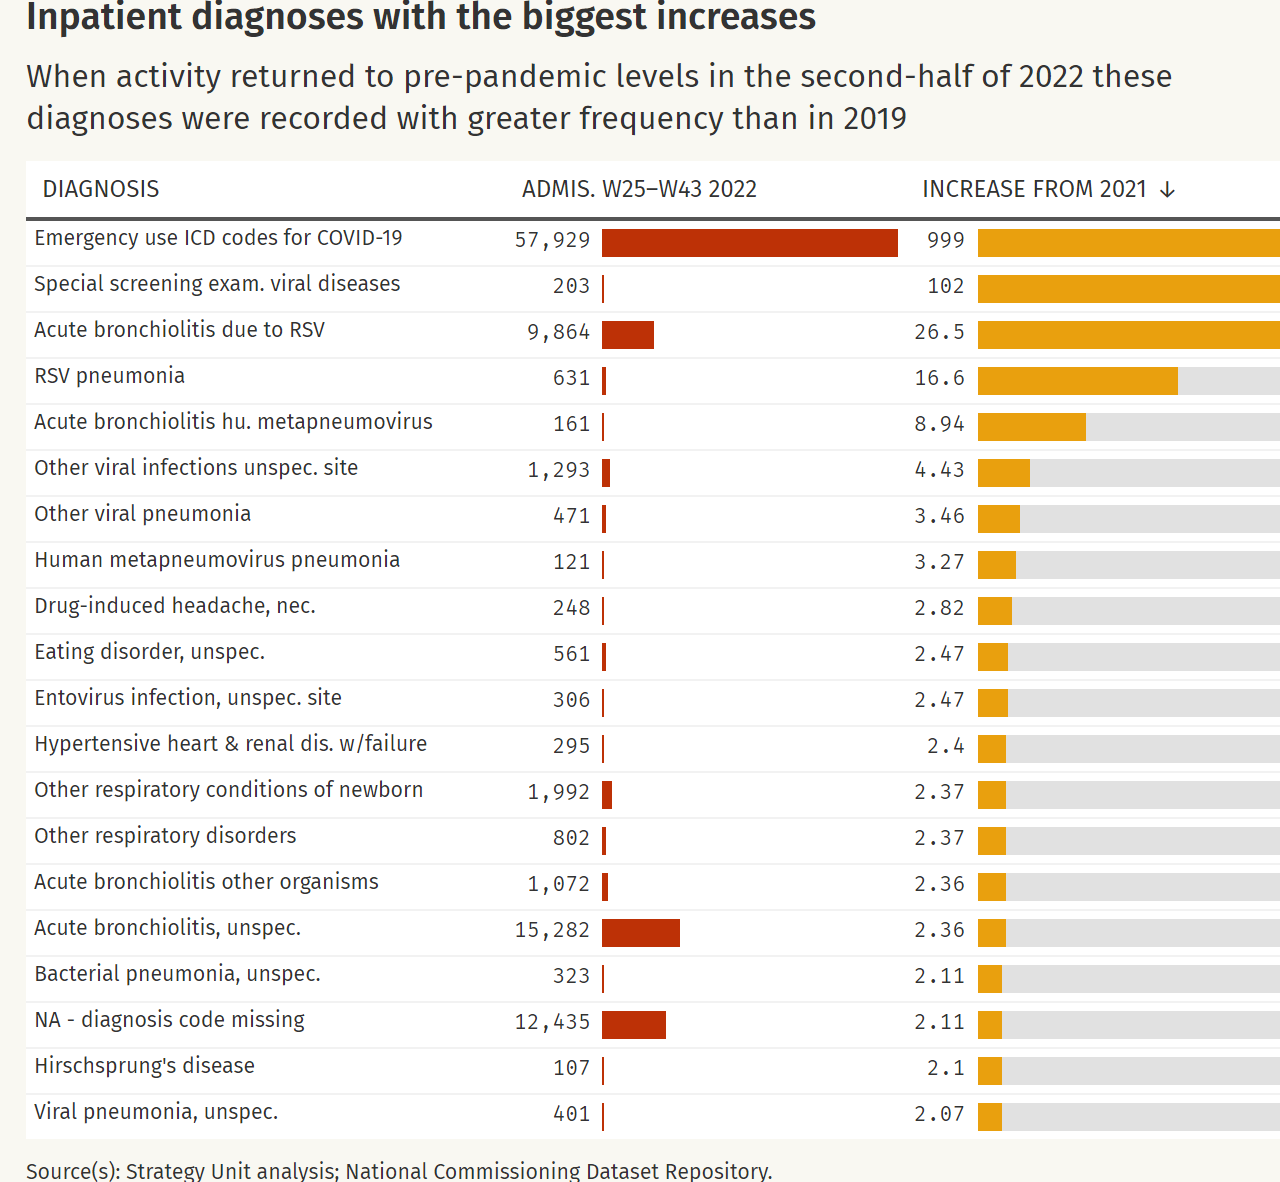 Inpatient diagnoses with the biggest increases
When activity returned to pre-pandemic levels in the second-half of 2022 these
diagnoses were recorded with greater frequency than in 2019
DIAGNOSIS ADMIS. W25–W43 2022 INCREASE FROM 2021 ↓
Emergency use ICD codes for COVID-19 57,929 999
Special screening exam. viral diseases 203 102
Acute bronchiolitis due to RSV 9,864 26.5
RSV pneumonia 631 16.6
Acute bronchiolitis hu. metapneumovirus 161 8.94
Other viral infections unspec. site 1,293 4.43
Other viral pneumonia 471 3.46
Human metapneumovirus pneumonia 121 3.27
Drug-induced headache, nec. 248 2.82
Eating disorder, unspec. 561 2.47
Entovirus infection, unspec. site 306 2.47
Hypertensive heart & renal dis. w/failure 295 2.4
Other respiratory conditions of newborn 1,992 2.37
Other respiratory disorders 802 2.37
Acute bronchiolitis other organisms 1,072 2.36
Acute bronchiolitis, unspec. 15,282 2.36
Bacterial pneumonia, unspec. 323 2.11
NA - diagnosis code missing 12,435 2.11
Hirschsprung's disease 107 2.1
Viral pneumonia, unspec. 401 2.07
Source(s): Strategy Unit analysis; National Commissioning Dataset Repository.